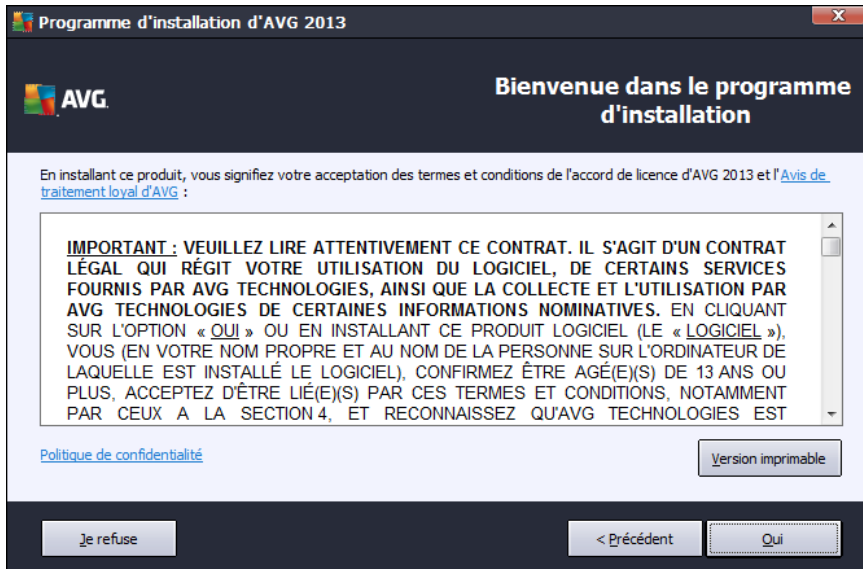 Programme d'installation d'AVG 2013
X
AVG.
Bienvenue dans le programme
d'installation
En installant ce produit, vous signifiez votre acceptation des termes et conditions de l'accord de licence d'AVG 2013 et l'Avis de
traitement loyal d'AVG :
IMPORTANT : VEUILLEZ LIRE ATTENTIVEMENT CE CONTRAT. IL S'AGIT D'UN CONTRAT
LÉGAL QUI RÉGIT VOTRE UTILISATION DU LOGICIEL, DE CERTAINS SERVICES
FOURNIS PAR AVG TECHNOLOGIES, AINSI QUE LA COLLECTE ET L'UTILISATION PAR
AVG TECHNOLOGIES DE CERTAINES INFORMATIONS NOMINATIVES. EN CLIQUANT
SUR L'OPTION « OUI » OU EN INSTALLANT CE PRODUIT LOGICIEL (LE « LOGICIEL »),
VOUS (EN VOTRE NOM PROPRE ET AU NOM DE LA PERSONNE SUR L'ORDINATEUR DE
LAQUELLE EST INSTALLÉ LE LOGICIEL), CONFIRMEZ ÊTRE AGÉ(E)(S) DE 13 ANS OU
PLUS, ACCEPTEZ D'ÊTRE LIÉ(E)(S) PAR CES TERMES ET CONDITIONS, NOTAMMENT
PAR CEUX A LA SECTION 4, ET RECONNAISSEZ QU'AVG TECHNOLOGIES EST
Politique de confidentialité
Version imprimable
Je refuse
< Précédent
Oui